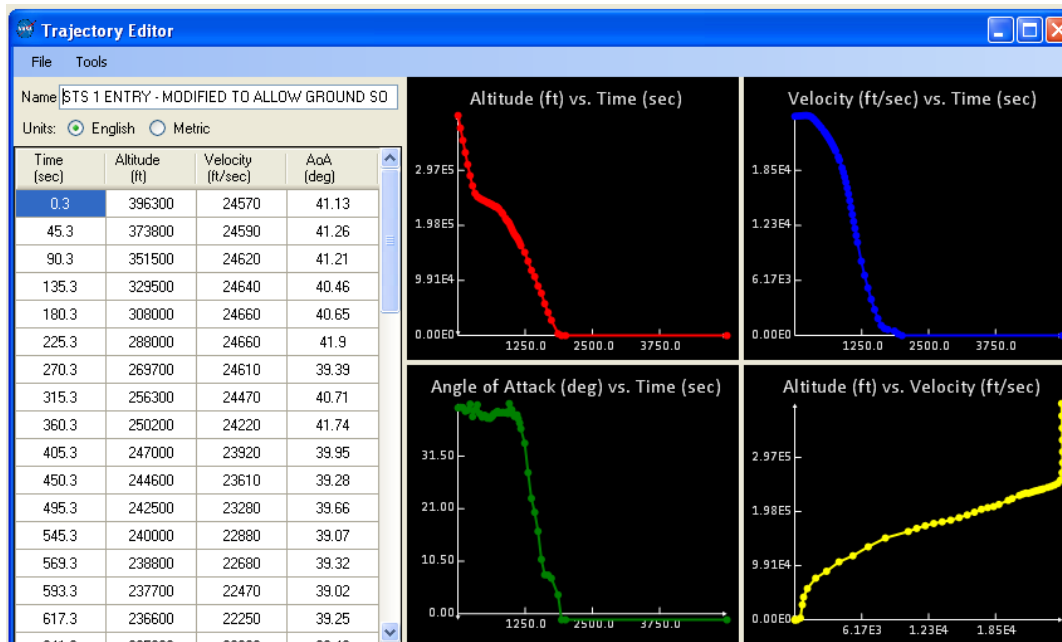 Trajectory Editor
File Tools
Name STS 1 ENTRY - MODIFIED TO ALLOW GROUND SO
Units: English Metric
Time (sec) Altitude (ft) Velocity (ft/sec) AoA (deg)
0.3 396300 24570 41.13
45.3 373800 24590 41.26
90.3 351500 24620 41.21
135.3 329500 24640 40.46
180.3 308000 24660 40.65
225.3 288000 24660 41.9
270.3 269700 24610 39.39
315.3 256300 24470 40.71
360.3 250200 24220 41.74
405.3 247000 23920 39.95
450.3 244600 23610 39.28
495.3 242500 23280 39.66
545.3 240000 22880 39.07
569.3 238800 22680 39.32
593.3 237700 22470 39.02
617.3 236600 22250 39.25
Altitude (ft) vs. Time (sec)
2.97E5
1.98E5
9.91E4
0.00E0
1250.0 2500.0 3750.0
Velocity (ft/sec) vs. Time (sec)
1.85E4
1.23E4
6.17E3
0.00E0
1250.0 2500.0 3750.0
Angle of Attack (deg) vs. Time (sec)
31.50
21.00
10.50
0.00
1250.0 2500.0 3750.0
Altitude (ft) vs. Velocity (ft/sec)
2.97E5
1.98E5
9.91E4
0.00E0
6.17E3 1.23E4 1.85E4